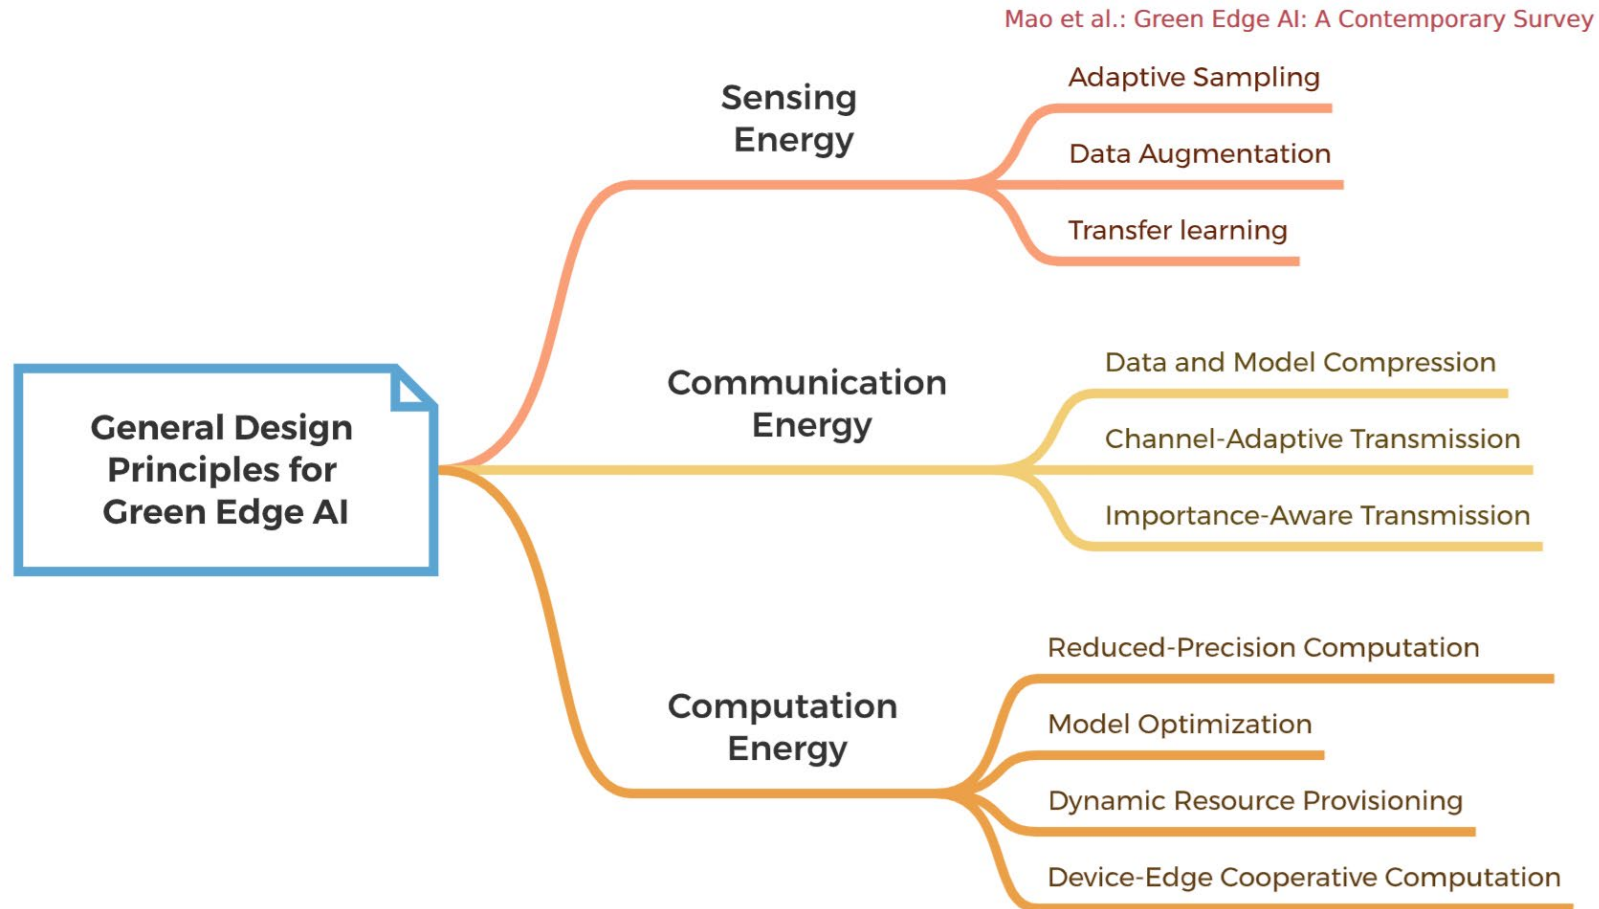 Mao et al.: Green Edge AI: A Contemporary Survey
Sensing
Energy
Adaptive Sampling
Data Augmentation
Transfer learning
General Design
Principles for
Green Edge AI
Communication
Energy
Data and Model Compression
Channel-Adaptive Transmission
Importance-Aware Transmission
Computation
Energy
Reduced-Precision Computation
Model Optimization
Dynamic Resource Provisioning
Device-Edge Cooperative Computation